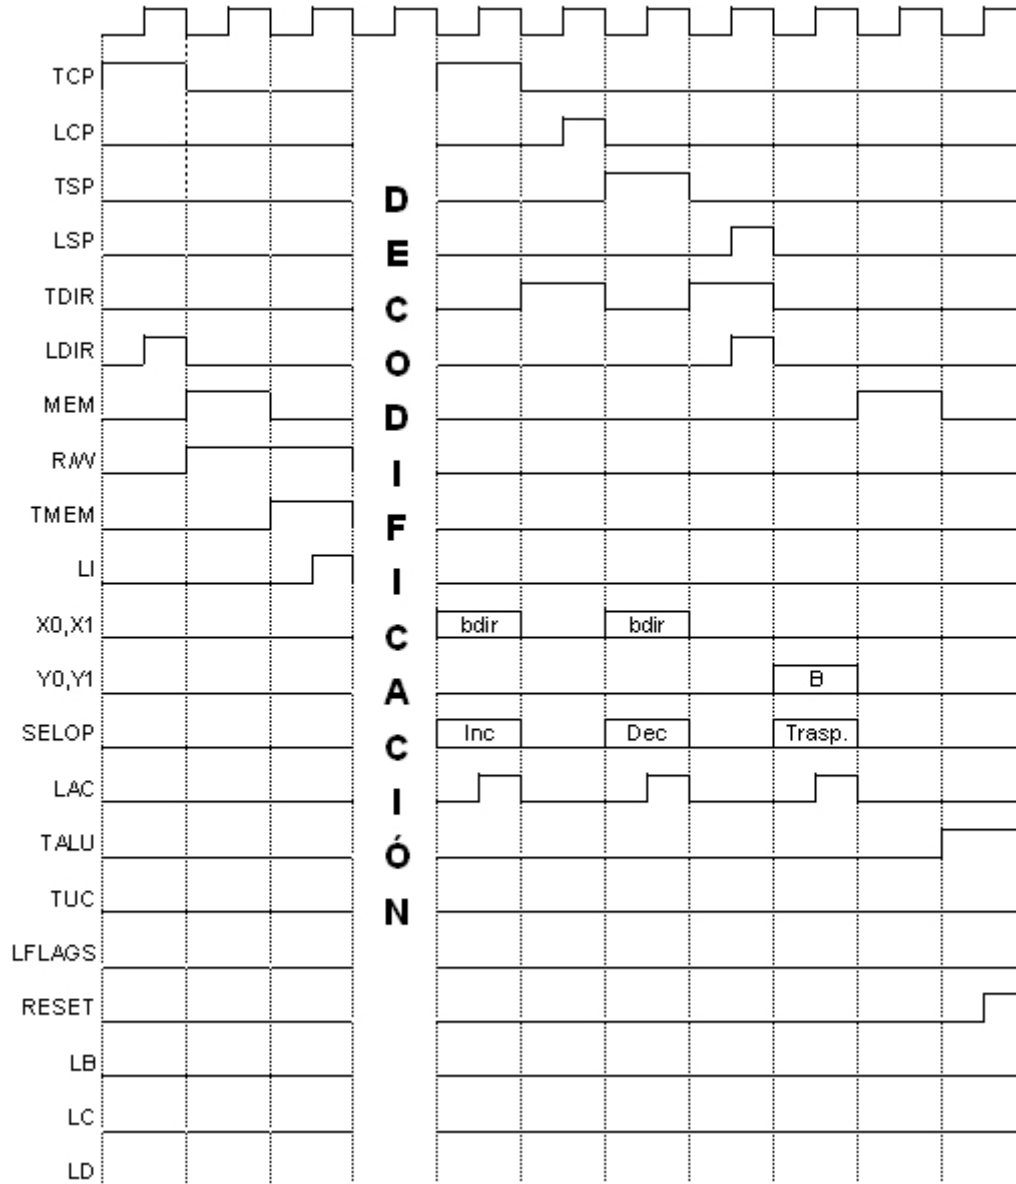 TCP
LCP
TSP
LSP
TDIR
LDIR
MEM
R/W
TMEM
LI
X0,X1 bdir bdir
Y0,Y1 B
SELOP Inc Dec Trasp.
LAC
TALU
TUC
LFLAGS
RESET
LB
LC
LD
DECODIFICACIÓN